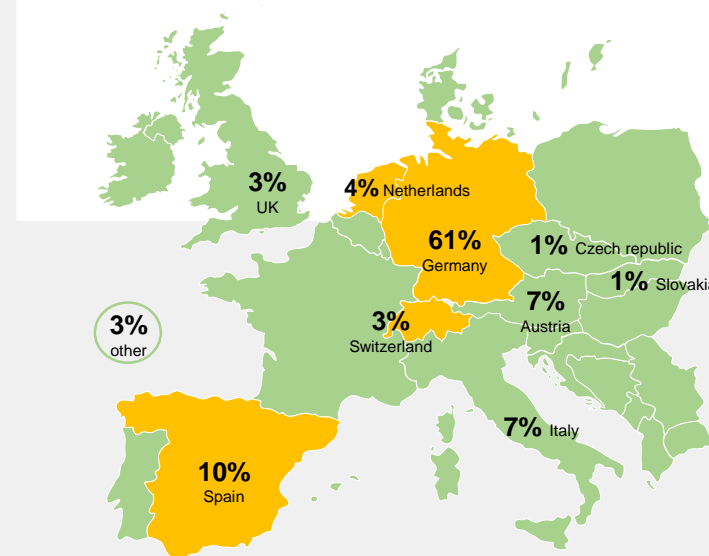 3%
UK
4% Netherlands
61%
Germany
1% Czech republic
1% Slovakia
7%
Austria
3%
other
3%
Switzerland
7% Italy
10%
Spain